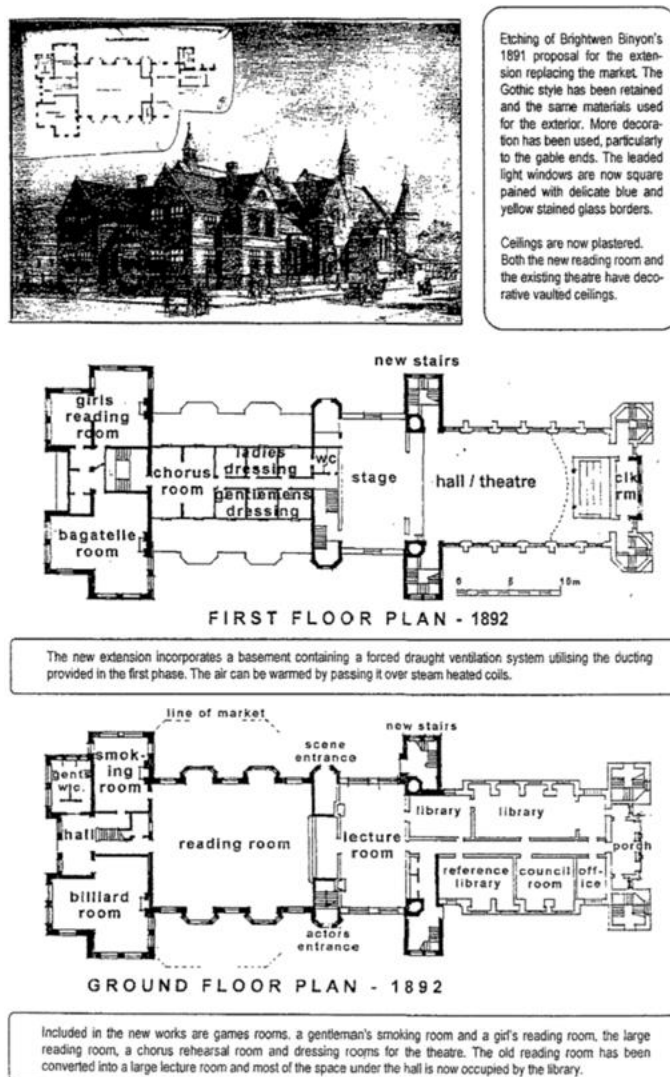 Etching of Brightwen Binyon's
1891 proposal for the exten-
sion replacing the market. The
Gothic style has been retained
and the same materials used
for the exterior. More decora-
tion has been used, particularly
to the gable ends. The leaded
light windows are now square
pained with delicate blue and
yellow stained glass borders.
Ceilings are now plastered.
Both the new reading room and
the existing theatre have deco-
rative vaulted ceilings.
new stairs
girls
reading
room
chorus
room
ladies
dressing
gentlemens
dressing
wc
stage
hall / theatre
clk
rm
bagatelle
room
0 5 10m
FIRST FLOOR PLAN - 1892
The new extension incorporates a basement containing a forced draught ventilation system utilising the ducting
provided in the first phase. The air can be warmed by passing it over steam heated coils.
line of market
new stairs
scene
entrance
smok-
ing
room
gents
wc.
hall
reading room
lecture
room
library
library
porch
reference
library
council
room
off-
ice
billiard
room
actors
entrance
GROUND FLOOR PLAN - 1892
Included in the new works are games rooms, a gentleman's smoking room and a girl's reading room, the large
reading room, a chorus rehearsal room and dressing rooms for the theatre. The old reading room has been
converted into a large lecture room and most of the space under the hall is now occupied by the library.